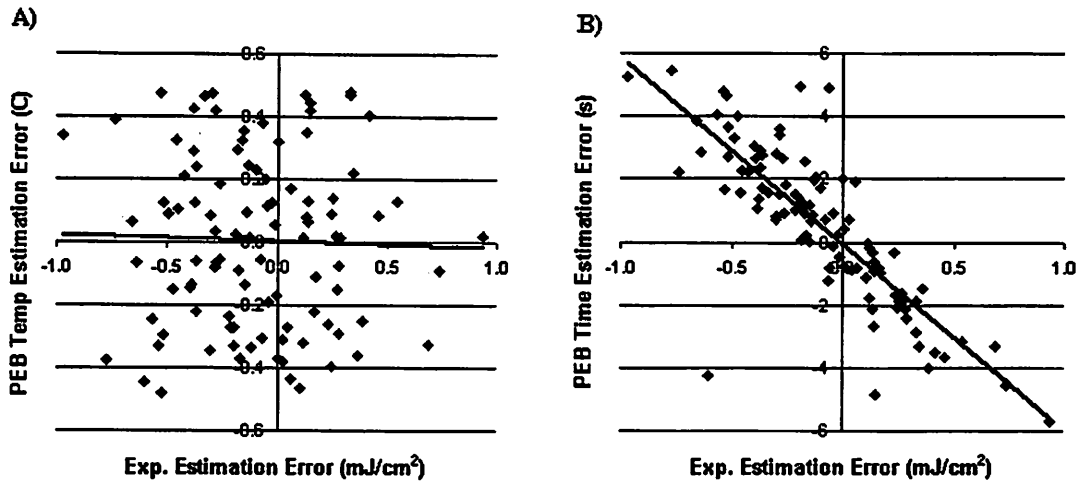 A)
PEB Temp Estimation Error (C)
0.6
0.4
0.2
0.0
-0.2
-0.4
-0.6
-1.0 -0.5 0.0 0.5 1.0
Exp. Estimation Error (mJ/cm²)
B)
PEB Time Estimation Error (s)
6
4
2
0
-2
-4
-6
-1.0 -0.5 0.0 0.5 1.0
Exp. Estimation Error (mJ/cm²)